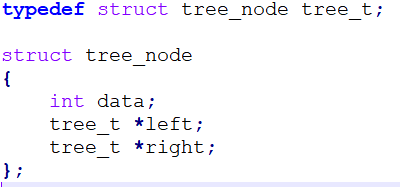 typedef struct tree_node tree_t;
struct tree_node
{
    int data;
    tree_t *left;
    tree_t *right;
};